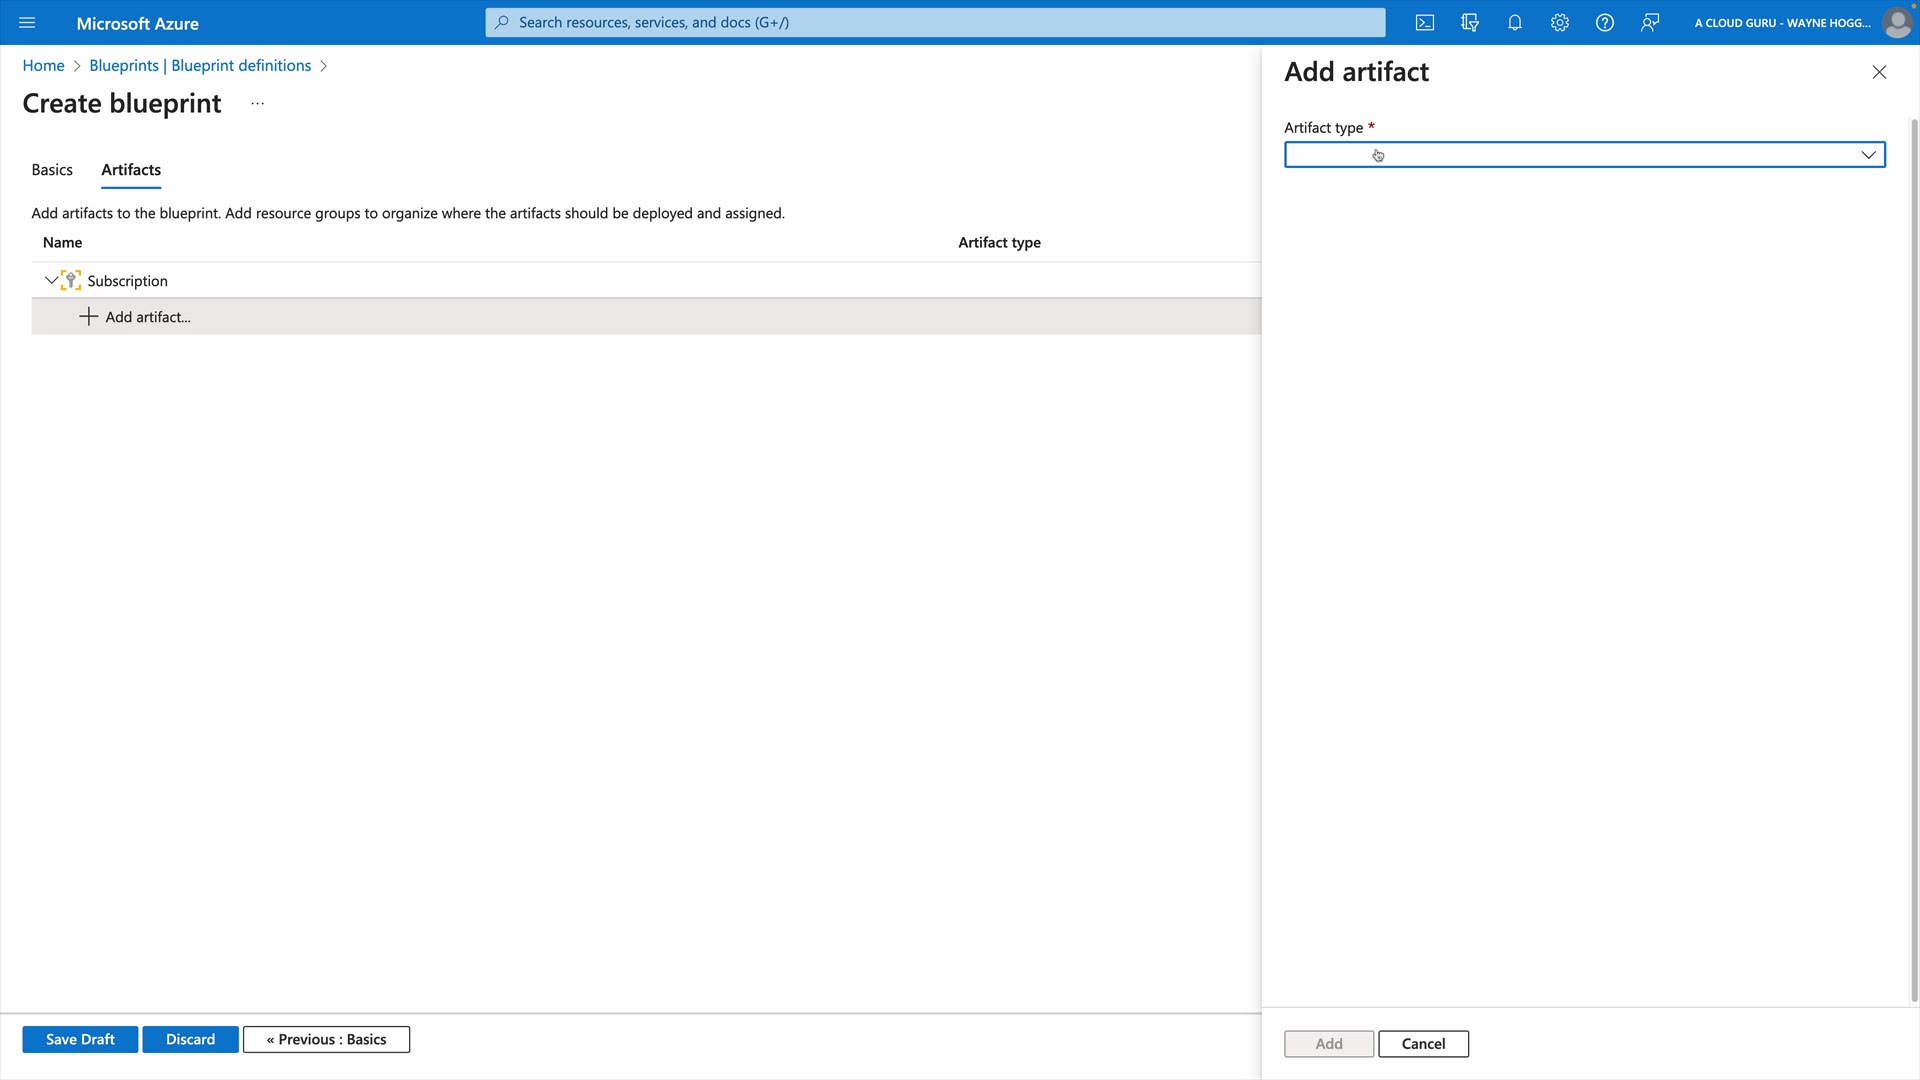 Microsoft Azure
Search resources, services, and docs (G+/)
A CLOUD GURU - WAYNE HOGG...
Home
Blueprints | Blueprint definitions
Create blueprint
...
Basics
Artifacts
Add artifacts to the blueprint. Add resource groups to organize where the artifacts should be deployed and assigned.
Name
Artifact type
Subscription
Add artifact...
Save Draft
Discard
« Previous : Basics
Add artifact
Artifact type *
Add
Cancel